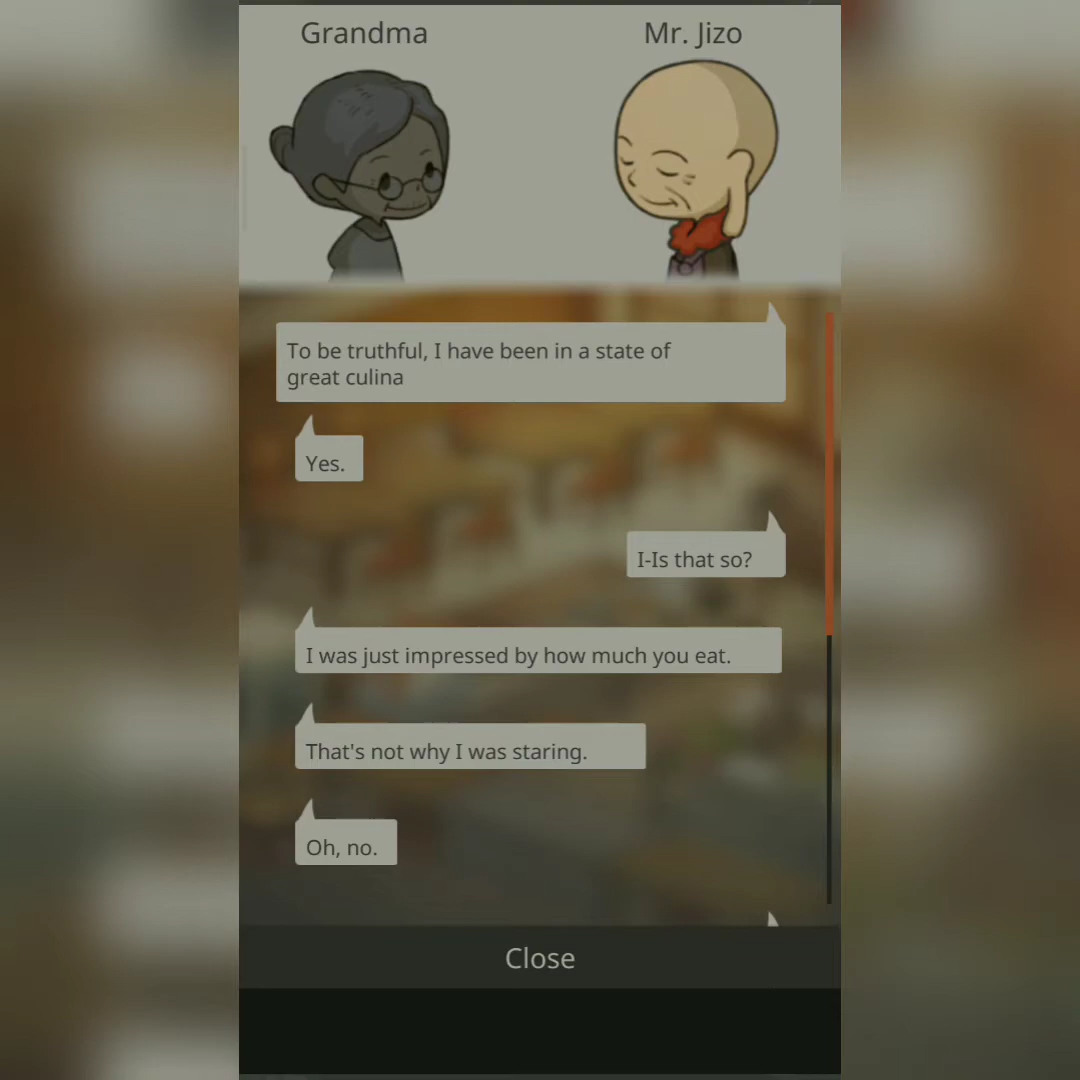 Grandma
Mr. Jizo
To be truthful, I have been in a state of
great culina
Yes.
I-Is that so?
I was just impressed by how much you eat.
That's not why I was staring.
Oh, no.
Close